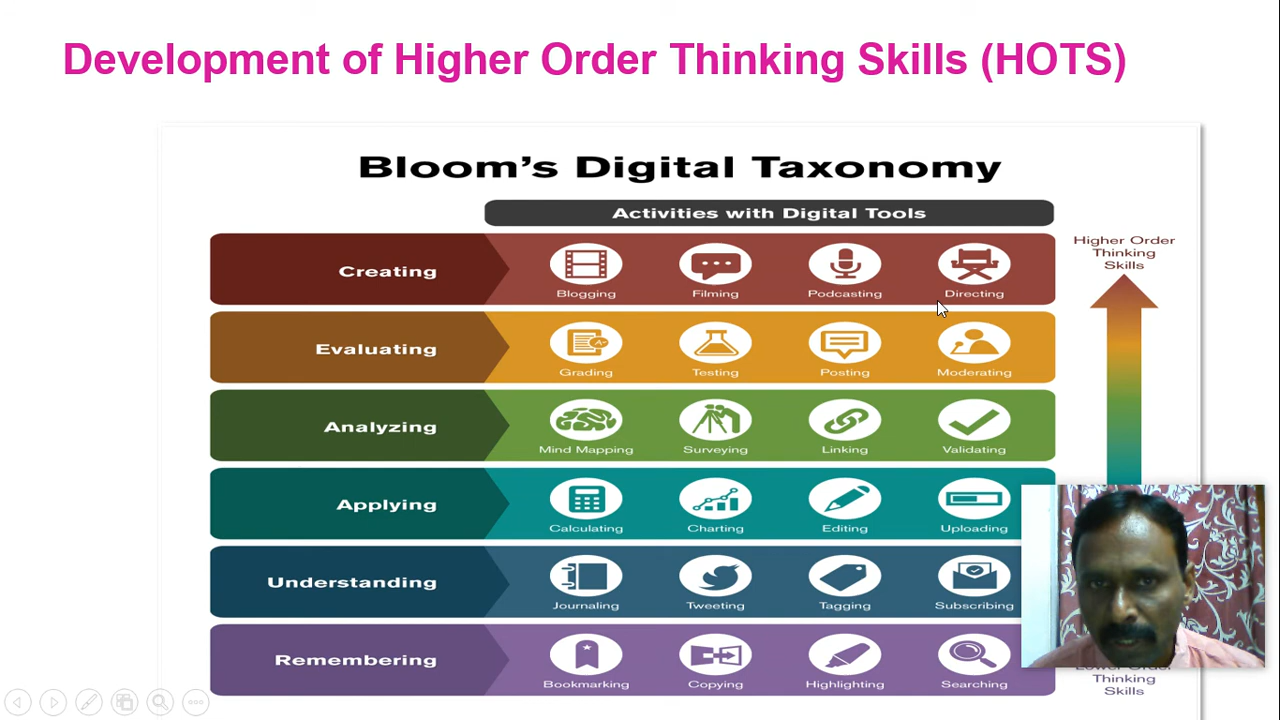 Development of Higher Order Thinking Skills (HOTS)
Bloom's Digital Taxonomy
Activities with Digital Tools
Higher Order
Thinking
Skills
Creating
Blogging Filming Podcasting Directing
Evaluating
Grading Testing Posting Moderating
Analyzing
Mind Mapping Surveying Linking Validating
Applying
Calculating Charting Editing Uploading
Understanding
Journaling Tweeting Tagging Subscribing
Remembering
Bookmarking Copying Highlighting Searching
Lower Order
Thinking
Skills